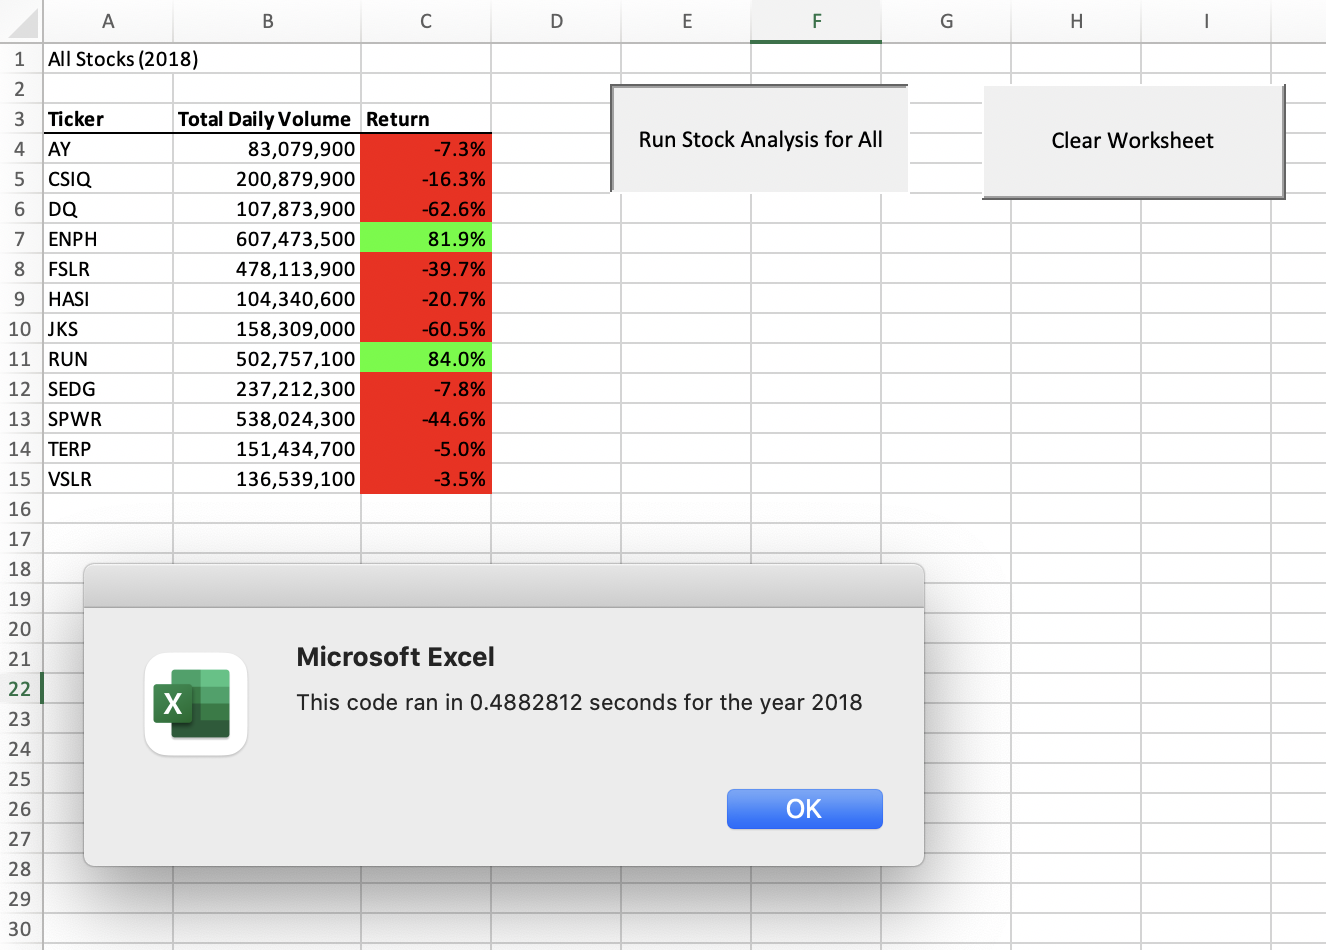 A B C D E F G H I
1 All Stocks (2018)
2
3 Ticker Total Daily Volume Return
4 AY 83,079,900 -7.3%
5 CSIQ 200,879,900 -16.3%
6 DQ 107,873,900 -62.6%
7 ENPH 607,473,500 81.9%
8 FSLR 478,113,900 -39.7%
9 HASI 104,340,600 -20.7%
10 JKS 158,309,000 -60.5%
11 RUN 502,757,100 84.0%
12 SEDG 237,212,300 -7.8%
13 SPWR 538,024,300 -44.6%
14 TERP 151,434,700 -5.0%
15 VSLR 136,539,100 -3.5%
Run Stock Analysis for All
Clear Worksheet
16
17
18
19
20
21
22
23
24
25
26
27
28
29
30
Microsoft Excel
This code ran in 0.4882812 seconds for the year 2018
X
OK